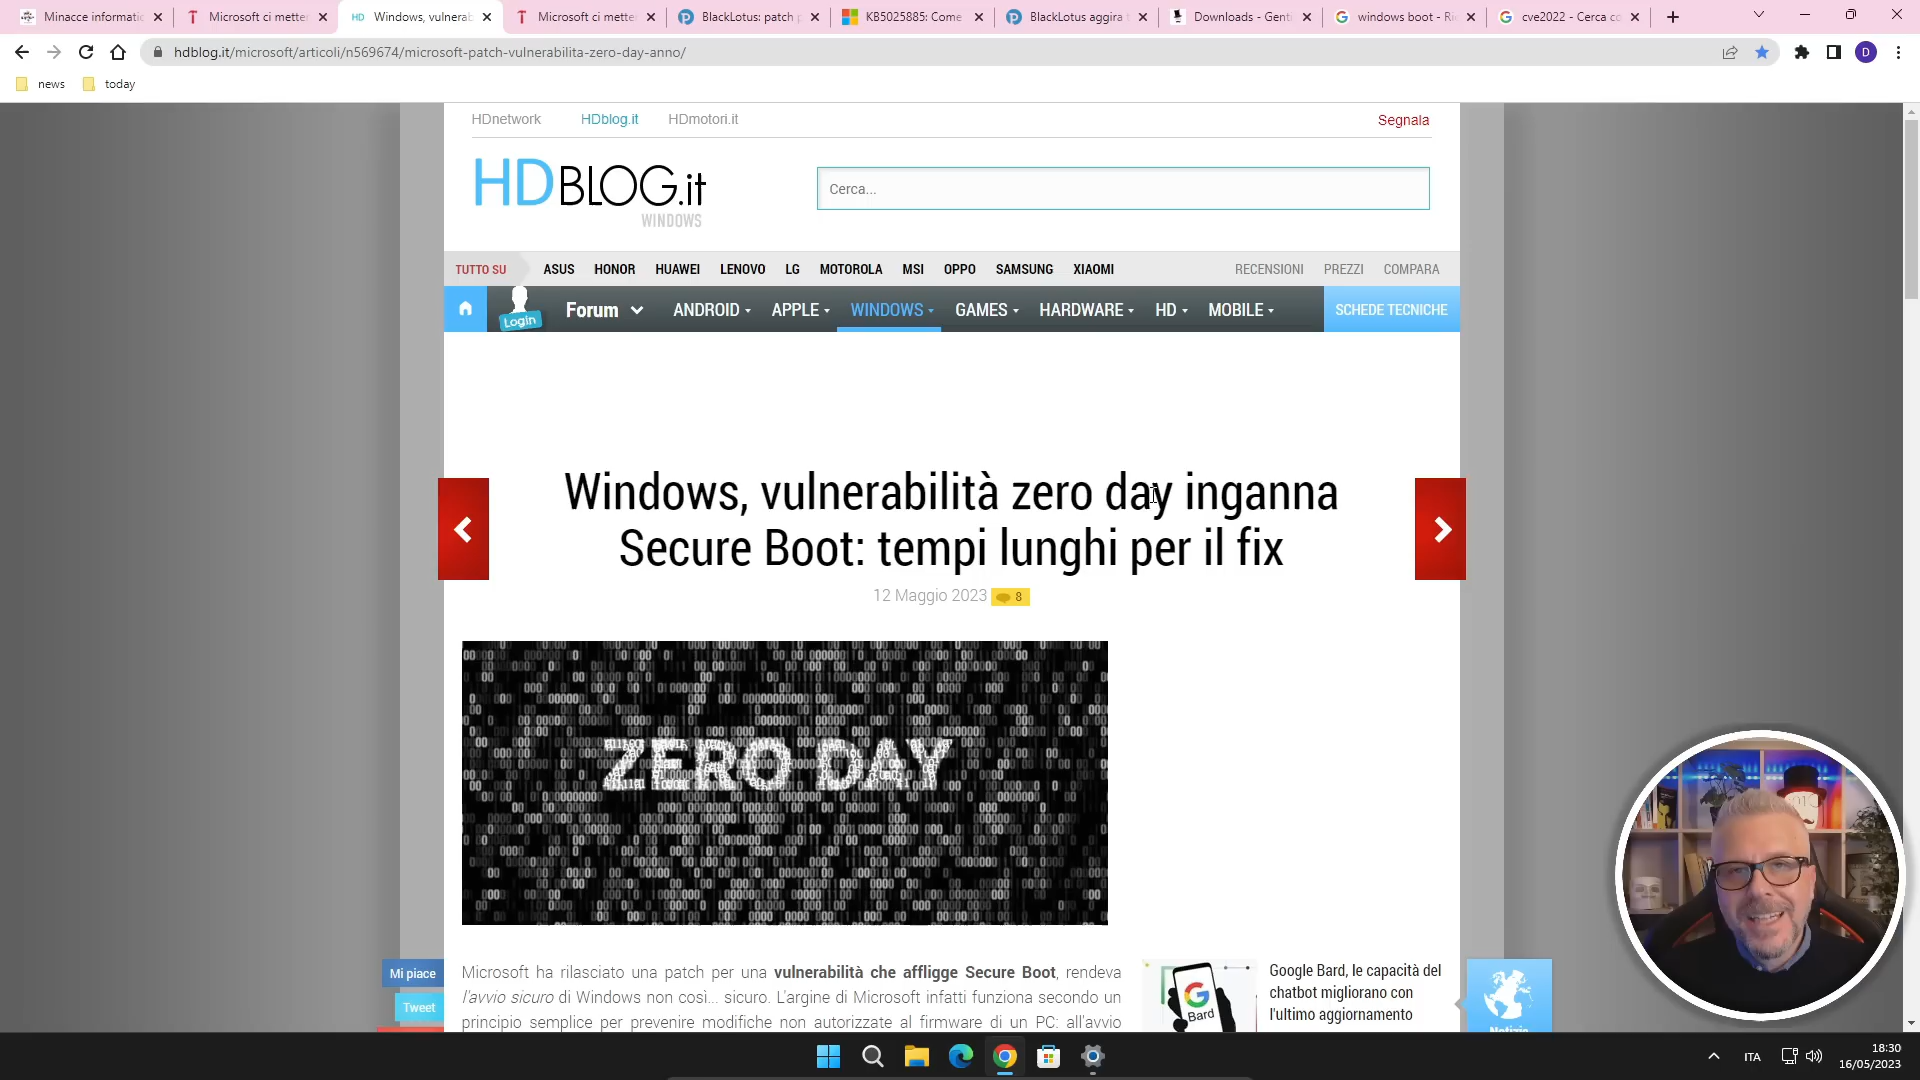 Minacce informatic
Microsoft ci metter
Windows, vulnerab
Microsoft ci mette
BlackLotus: patch p
KB5025885: Come
BlackLotus aggira t
Downloads - Genti
windows boot - Ri
cve2022 - Cerca co
hdblog.it/microsoft/articoli/n569674/microsoft-patch-vulnerabilita-zero-day-anno/
D
news
today
HDnetwork
HDblog.it
HDmotori.it
Segnala
HDBLOG.it
WINDOWS
Cerca...
TUTTO SU
ASUS
HONOR
HUAWEI
LENOVO
LG
MOTOROLA
MSI
OPPO
SAMSUNG
XIAOMI
RECENSIONI
PREZZI
COMPARA
Login
Forum
ANDROID
APPLE
WINDOWS
GAMES
HARDWARE
HD
MOBILE
SCHEDE TECNICHE
Windows, vulnerabilità zero day inganna
Secure Boot: tempi lunghi per il fix
12 Maggio 2023
8
ZERO DAY
Mi piace
Tweet
Microsoft ha rilasciato una patch per una vulnerabilità che affligge Secure Boot, rendeva
l'avvio sicuro di Windows non così... sicuro. L'argine di Microsoft infatti funziona secondo un
principio semplice per prevenire modifiche non autorizzate al firmware di un PC: all'avvio
Bard
Google Bard, le capacità del
chatbot migliorano con
l'ultimo aggiornamento
Notizie
ITA
18:30
16/05/2023